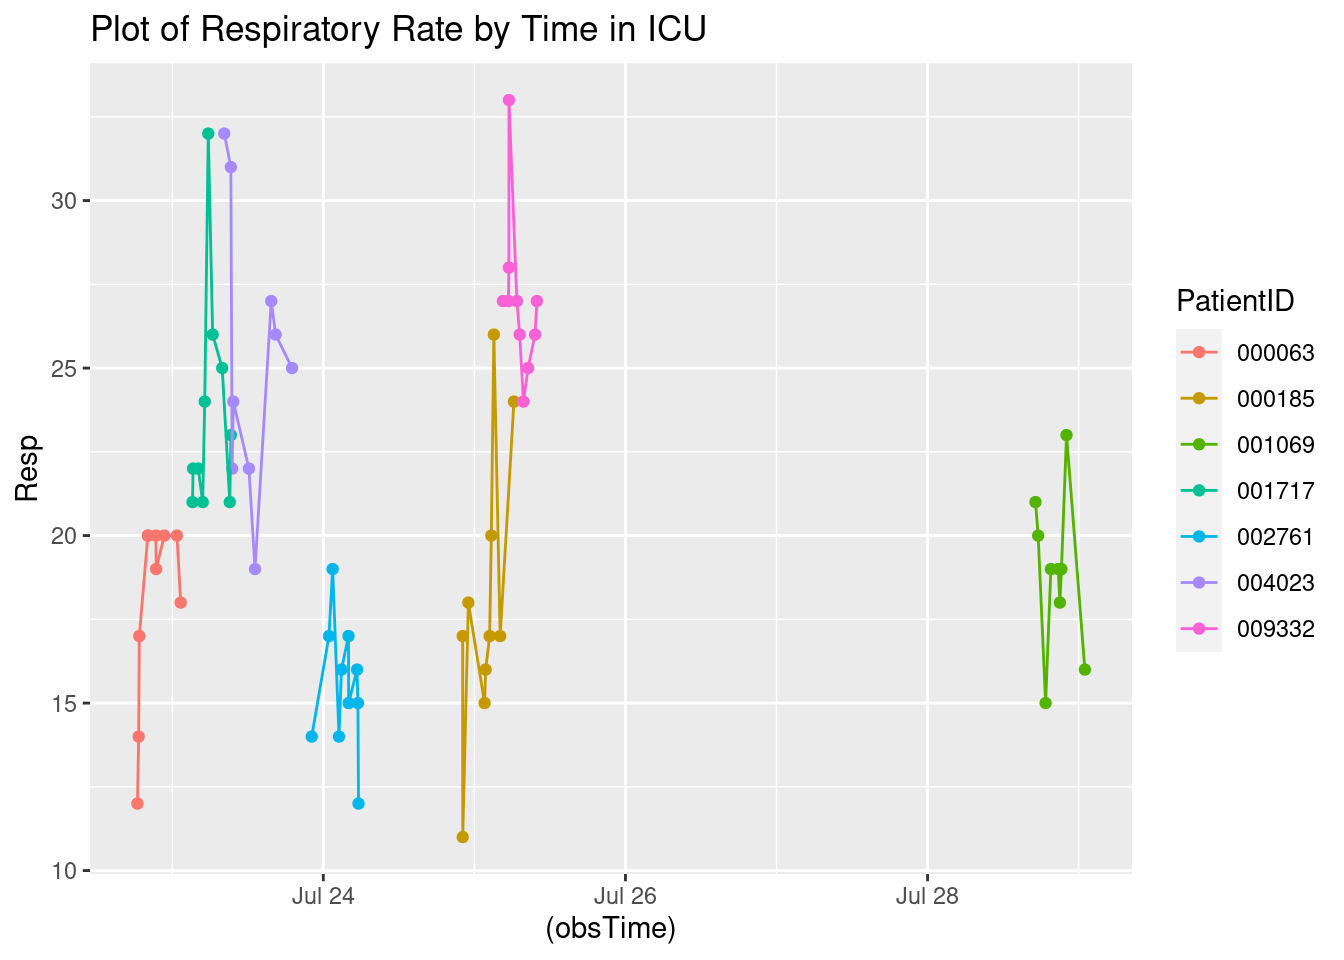 Plot of Respiratory Rate by Time in ICU
30
25
20
15
10
Resp
Jul 24
Jul 26
Jul 28
(obsTime)
PatientID
000063
000185
001069
001717
002761
004023
009332